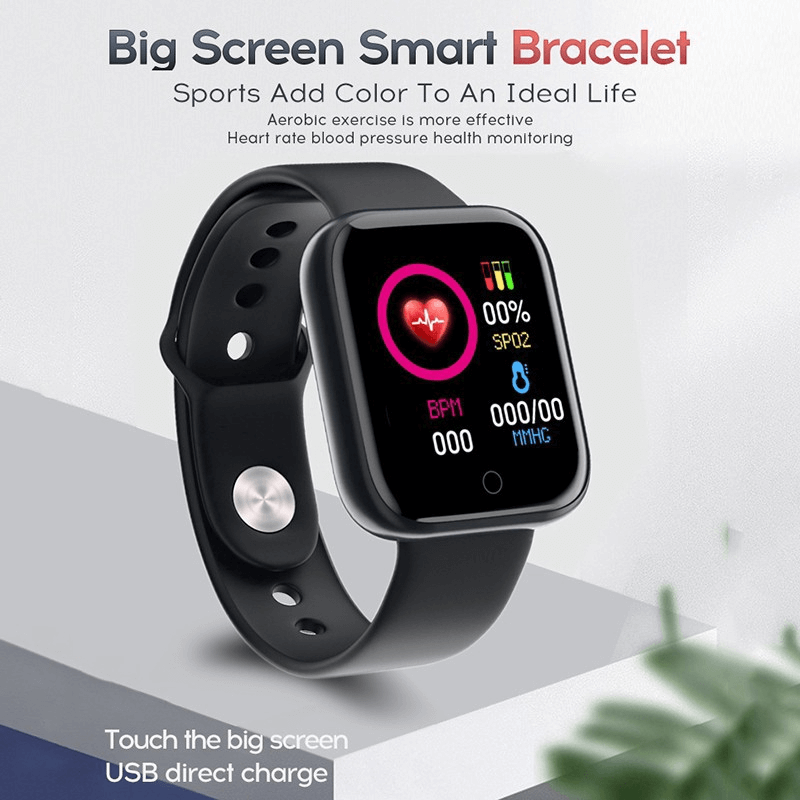 Big Screen Smart Bracelet
Sports Add Color To An Ideal Life
Aerobic exercise is more effective
Heart rate blood pressure health monitoring
00%
SPO2
BPM
000
000/00
MMHG
Touch the big screen
USB direct charge